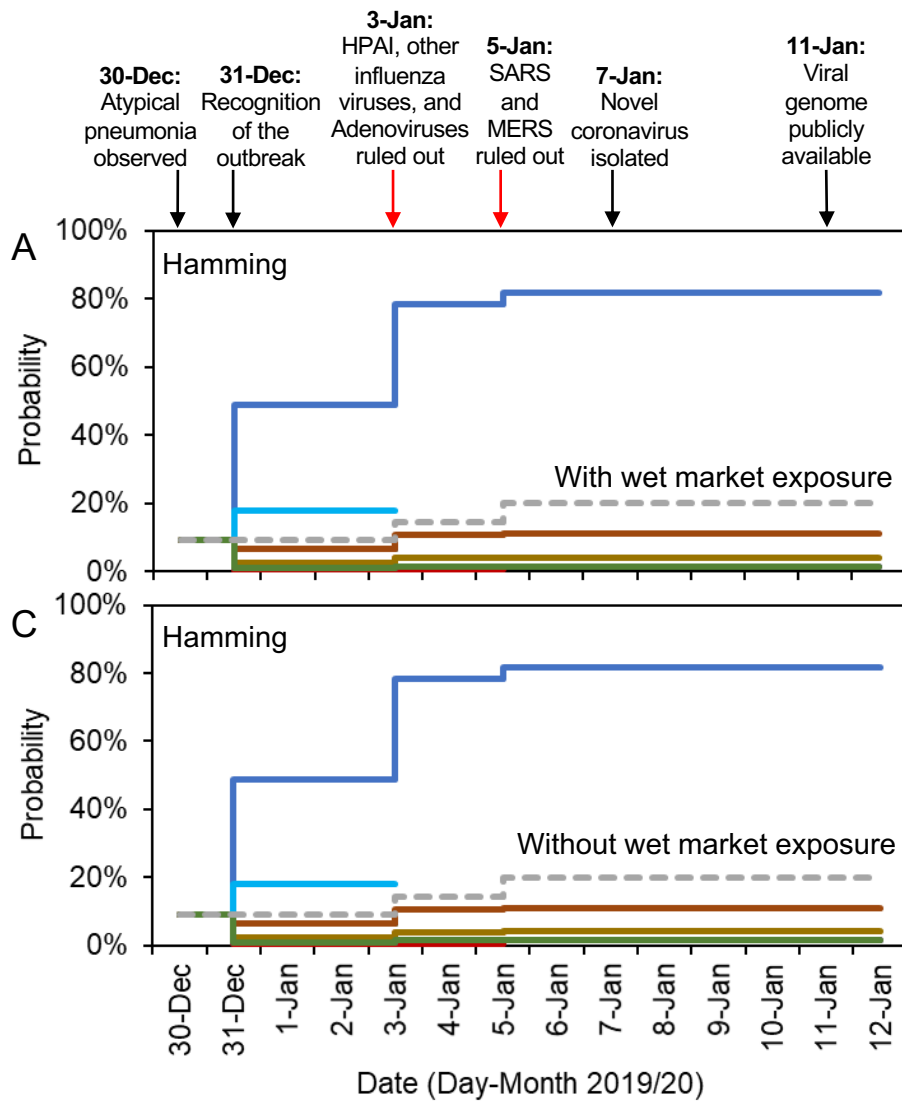 30-Dec:
Atypical
pneumonia
observed
31-Dec:
Recognition
of the
outbreak
3-Jan:
HPAI, other
influenza
viruses, and
Adenoviruses
ruled out
5-Jan:
SARS
and
MERS
ruled out
7-Jan:
Novel
coronavirus
isolated
11-Jan:
Viral
genome
publicly
available
A
Hamming
Probability
100%
80%
60%
40%
20%
0%
With wet market exposure
C
Hamming
Probability
100%
80%
60%
40%
20%
0%
Without wet market exposure
30-Dec
31-Dec
1-Jan
2-Jan
3-Jan
4-Jan
5-Jan
6-Jan
7-Jan
8-Jan
9-Jan
10-Jan
11-Jan
12-Jan
Date (Day-Month 2019/20)